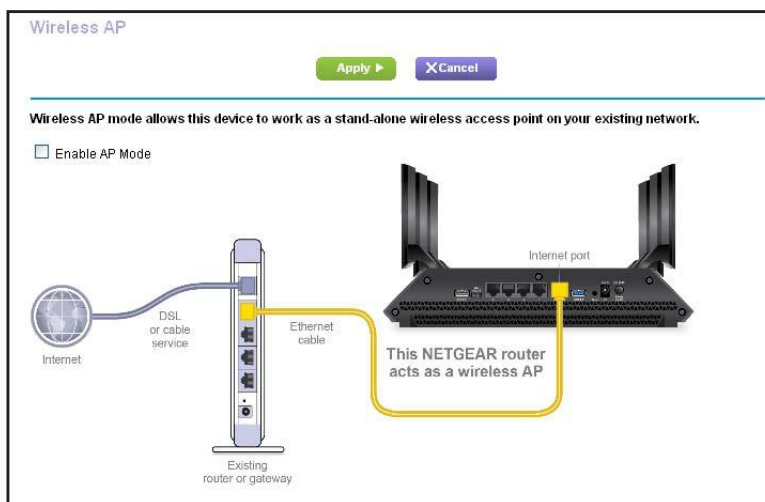 Wireless AP
Apply
Cancel
Wireless AP mode allows this device to work as a stand-alone wireless access point on your existing network.
Enable AP Mode
Internet port
DSL
or cable
service
Ethernet
cable
Internet
This NETGEAR router
acts as a wireless AP
Existing
router or gateway